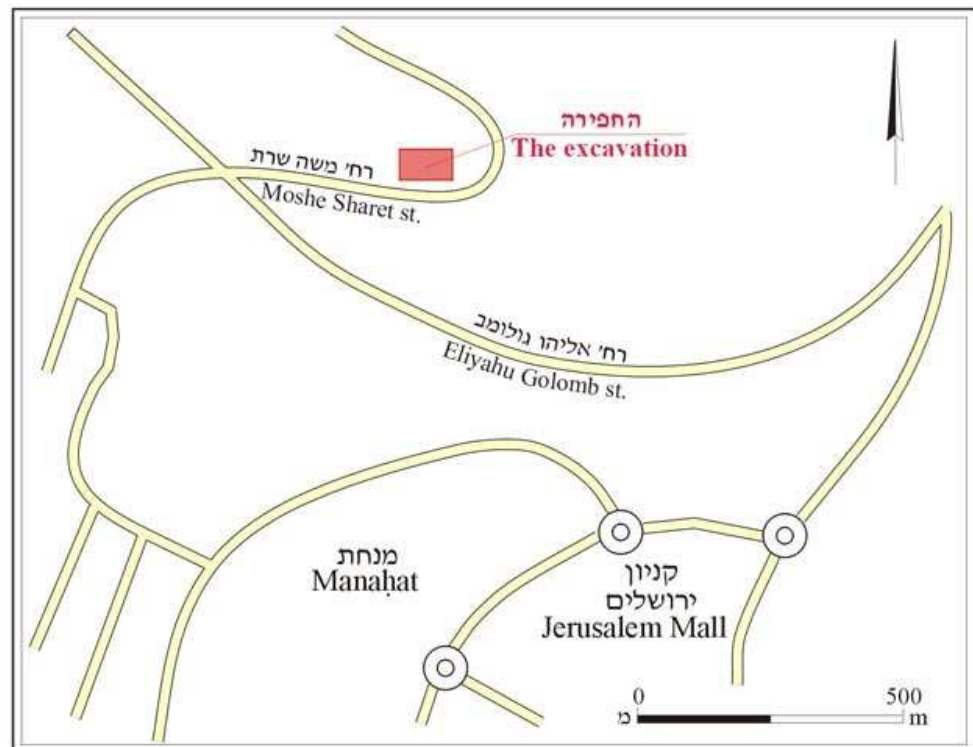 החפירה
The excavation
רח' משה שרת
Moshe Sharet st.
רח' אליהו גולומב
Eliyahu Golomb st.
מנחת
Manaḥat
קניון
ירושלים
Jerusalem Mall
0 500
מ m